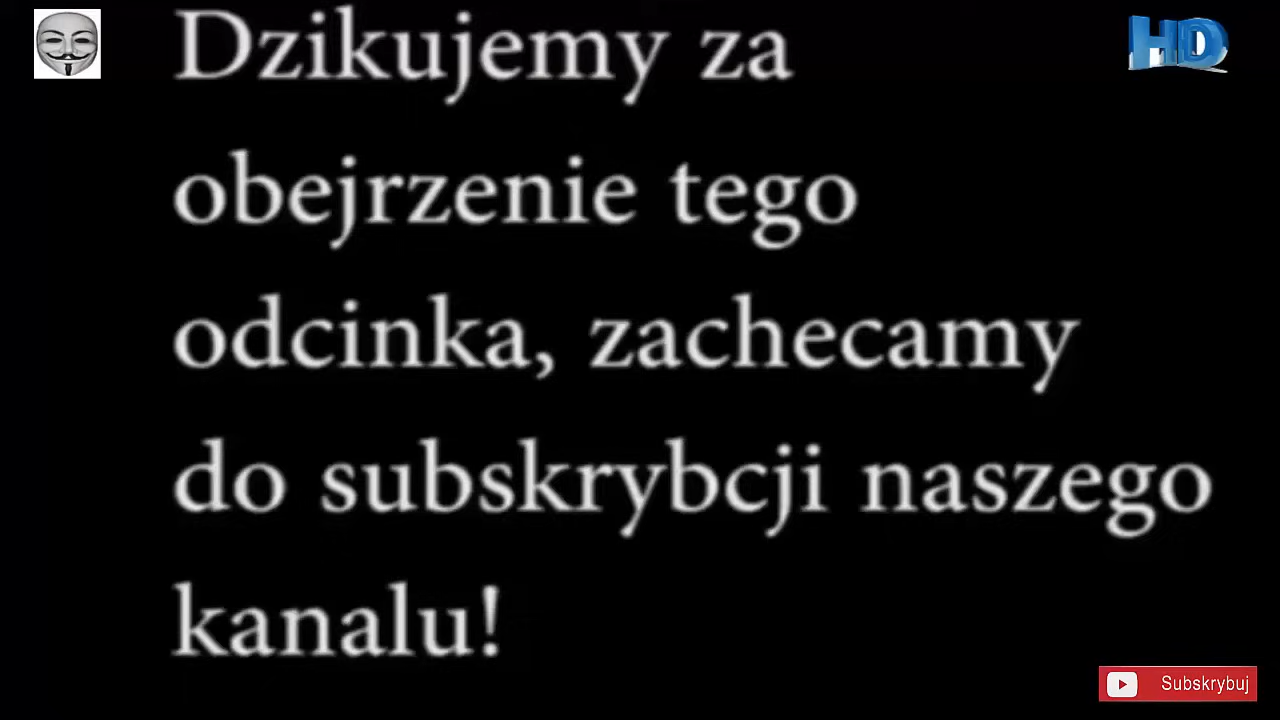 Dzikujemy za
HD
obejrzenie tego
odcinka, zachecamy
do subskrybcji naszego
kanalu!
Subskrybuj